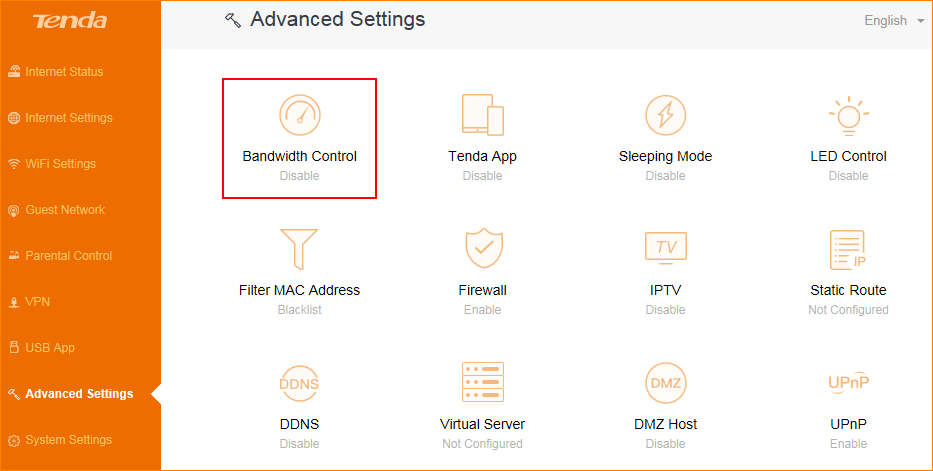 Tenda
Advanced Settings
English
Internet Status
Internet Settings
WiFi Settings
Guest Network
Parental Control
VPN
USB App
Advanced Settings
System Settings
Bandwidth Control
Disable
Tenda App
Disable
Sleeping Mode
Disable
LED Control
Disable
Filter MAC Address
Blacklist
Firewall
Enable
TV
IPTV
Disable
IP
Static Route
Not Configured
DDNS
DDNS
Disable
Virtual Server
Not Configured
DMZ
DMZ Host
Disable
UPnP
UPnP
Enable